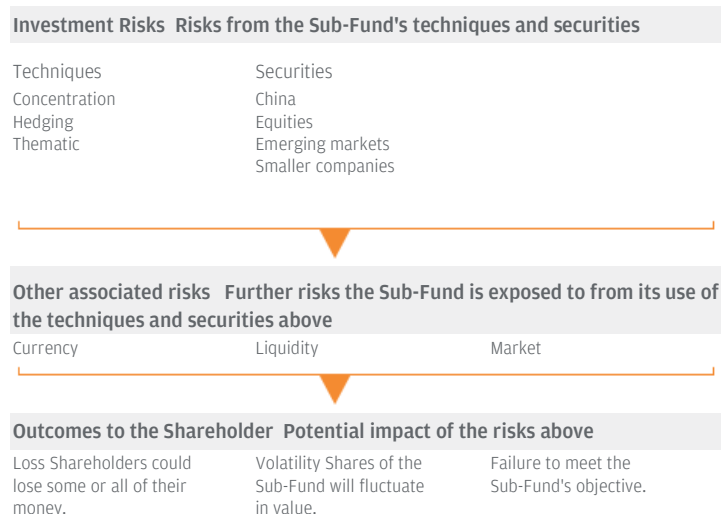 Investment Risks Risks from the Sub-Fund's techniques and securities
Techniques
Concentration
Hedging
Thematic
Securities
China
Equities
Emerging markets
Smaller companies
Other associated risks Further risks the Sub-Fund is exposed to from its use of
the techniques and securities above
Currency Liquidity Market
Outcomes to the Shareholder Potential impact of the risks above
Loss Shareholders could
lose some or all of their
money.
Volatility Shares of the
Sub-Fund will fluctuate
in value.
Failure to meet the
Sub-Fund's objective.